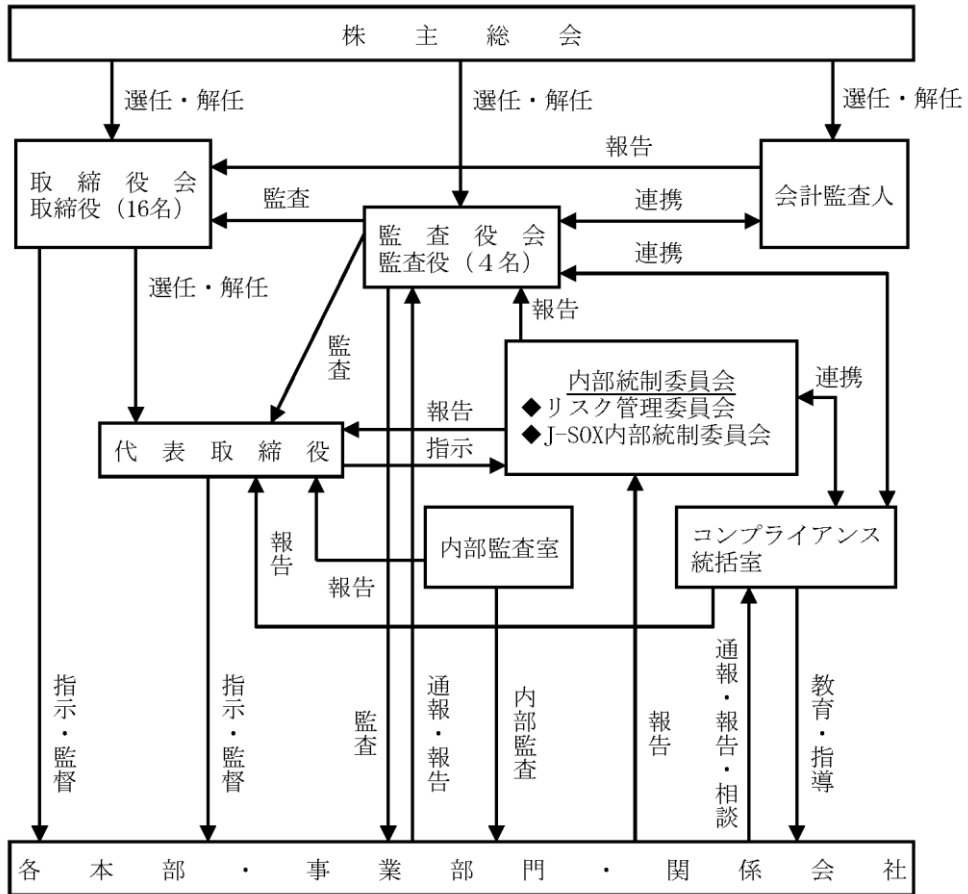 株主総会
選任・解任
選任・解任
選任・解任
報告
取締役会
取締役(16名)
会計監査人
監査
連携
監査役会
監査役(4名)
連携
選任・解任
報告
監査
内部統制委員会
◆リスク管理委員会
◆J-SOX内部統制委員会
連携
報告
代表取締役
指示
内部監査室
コンプライアンス
統括室
報告
報告
指示・監督
指示・監督
監査
通報・報告
内部監査
報告
通報・報告・相談
教育・指導
各本部・事業部門・関係会社